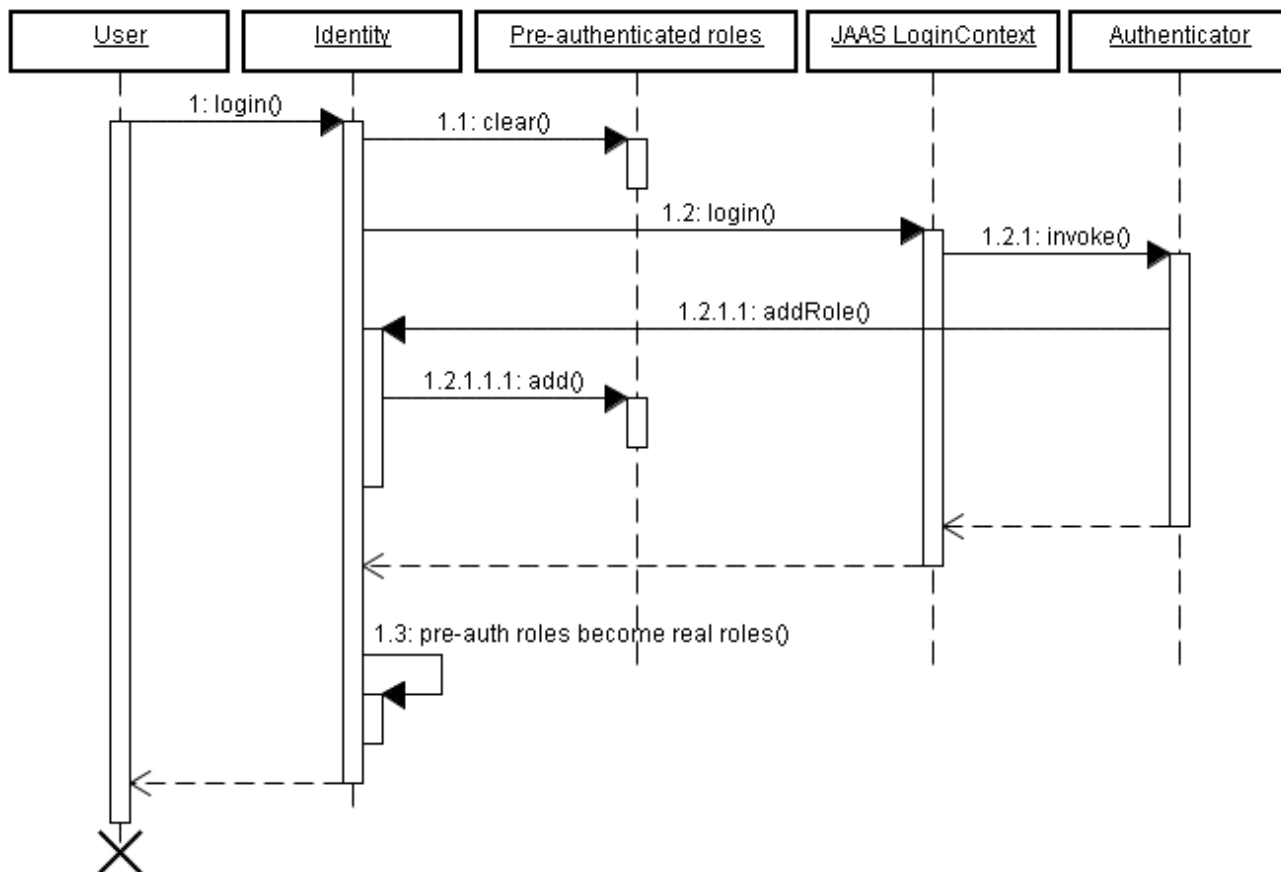 User
Identity
Pre-authenticated roles
JAAS LoginContext
Authenticator
1: login()
1.1: clear()
1.2: login()
1.2.1: invoke()
1.2.1.1: addRole()
1.2.1.1.1: add()
1.3: pre-auth roles become real roles()